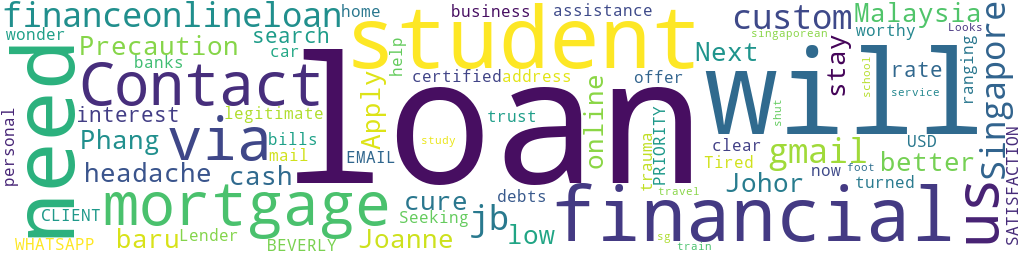 financeonlineloan
home
business
assistance
custom
Malaysia
us
wonder
Precaution
search
student
singaporean
worthy
Looks
banks
car
help
certified
address
Next
offer
stay
school
rate
service
ranging
singapore
need
Contact
loan
will
interest
legitimate
Apply
online
trust
PRIORITY
trauma
shut
personal
Phang
via
bills
mail
EMAIL
study
clear
Tired
gmail
USD
better
now
foot
turned
headache
cash
cure
debts
travel
Johor
CLIENT
mortgage
Seeking
jb
low
financial
sg
train
WHATSAPP
baru
Lender
BEVERLY
Joanne
SATISFACTION